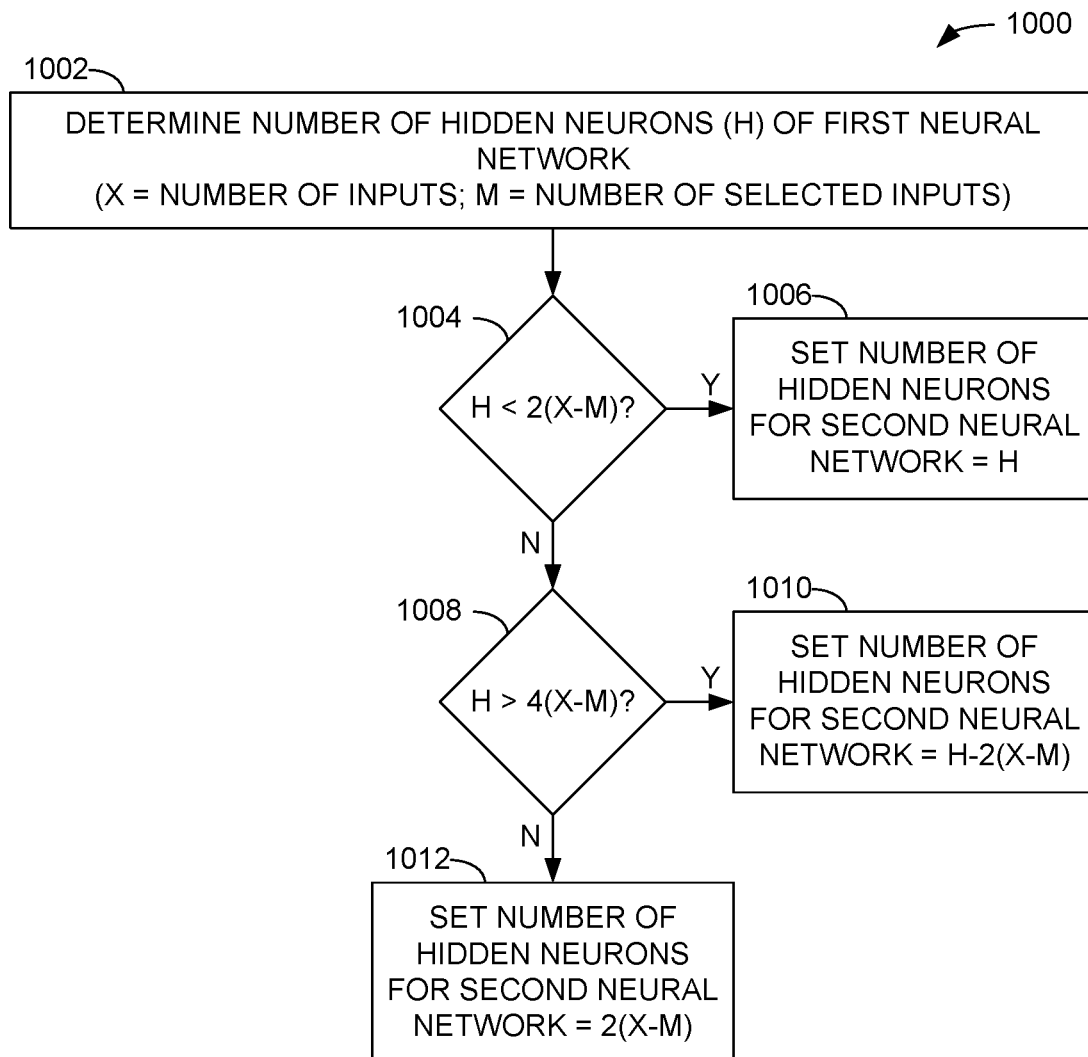 1000
1002
DETERMINE NUMBER OF HIDDEN NEURONS (H) OF FIRST NEURAL
NETWORK
(X = NUMBER OF INPUTS; M = NUMBER OF SELECTED INPUTS)
1004
H < 2(X-M)?
Y
1006
SET NUMBER OF
HIDDEN NEURONS
FOR SECOND NEURAL
NETWORK = H
N
1008
H > 4(X-M)?
Y
1010
SET NUMBER OF
HIDDEN NEURONS
FOR SECOND NEURAL
NETWORK = H-2(X-M)
N
1012
SET NUMBER OF
HIDDEN NEURONS
FOR SECOND NEURAL
NETWORK = 2(X-M)